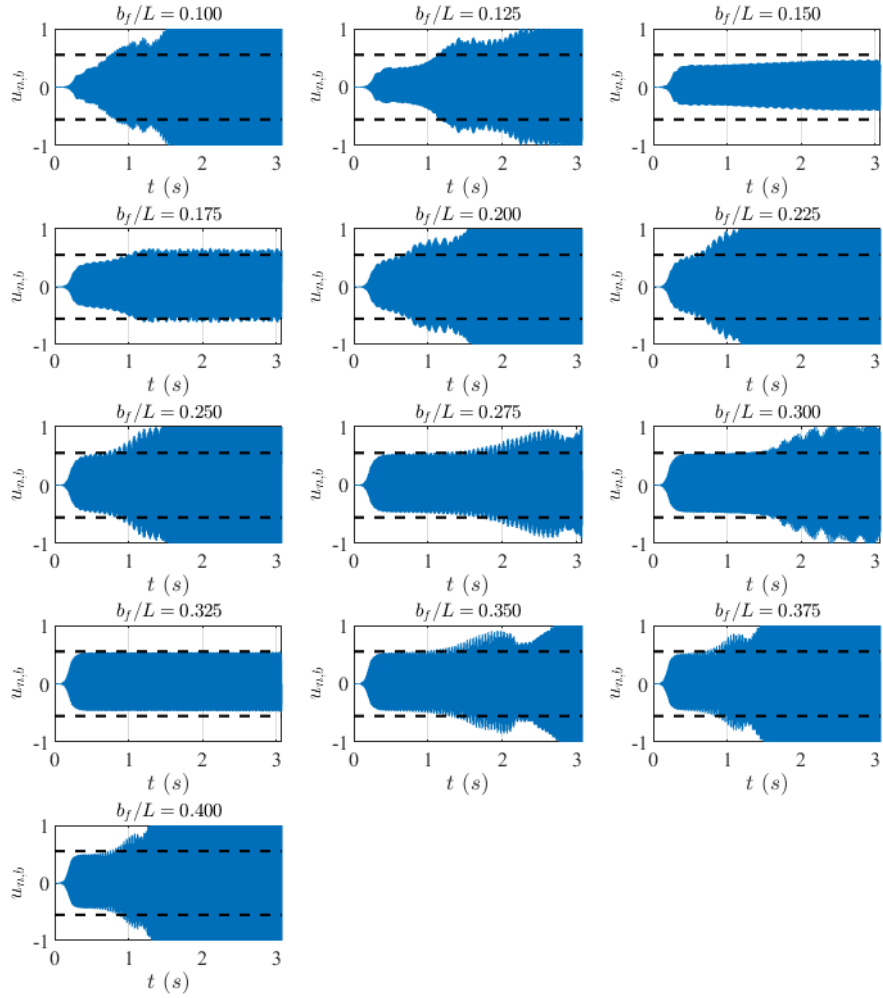 b_f/L = 0.100
1
0
-1
u_{n,b}
0 1 2 3
t (s)
b_f/L = 0.125
1
0
-1
u_{n,b}
0 1 2 3
t (s)
b_f/L = 0.150
1
0
-1
u_{n,b}
0 1 2 3
t (s)
b_f/L = 0.175
1
0
-1
u_{n,b}
0 1 2 3
t (s)
b_f/L = 0.200
1
0
-1
u_{n,b}
0 1 2 3
t (s)
b_f/L = 0.225
1
0
-1
u_{n,b}
0 1 2 3
t (s)
b_f/L = 0.250
1
0
-1
u_{n,b}
0 1 2 3
t (s)
b_f/L = 0.275
1
0
-1
u_{n,b}
0 1 2 3
t (s)
b_f/L = 0.300
1
0
-1
u_{n,b}
0 1 2 3
t (s)
b_f/L = 0.325
1
0
-1
u_{n,b}
0 1 2 3
t (s)
b_f/L = 0.350
1
0
-1
u_{n,b}
0 1 2 3
t (s)
b_f/L = 0.375
1
0
-1
u_{n,b}
0 1 2 3
t (s)
b_f/L = 0.400
1
0
-1
u_{n,b}
0 1 2 3
t (s)